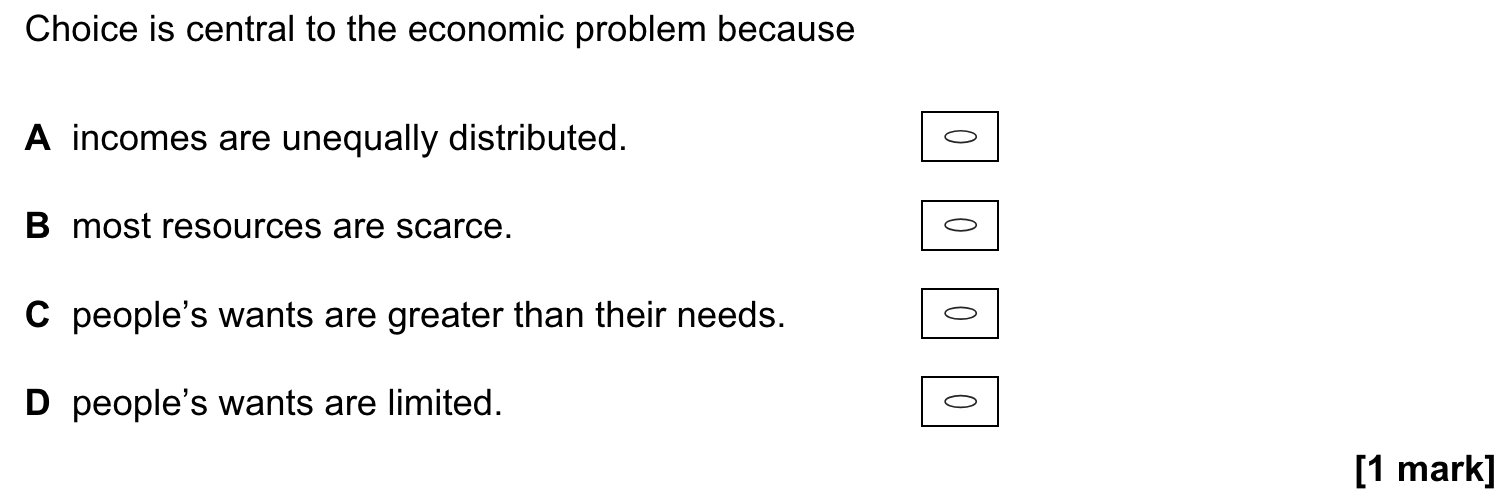 Choice is central to the economic problem because
A incomes are unequally distributed.
B most resources are scarce.
C people’s wants are greater than their needs.
D people’s wants are limited.
[1 mark]